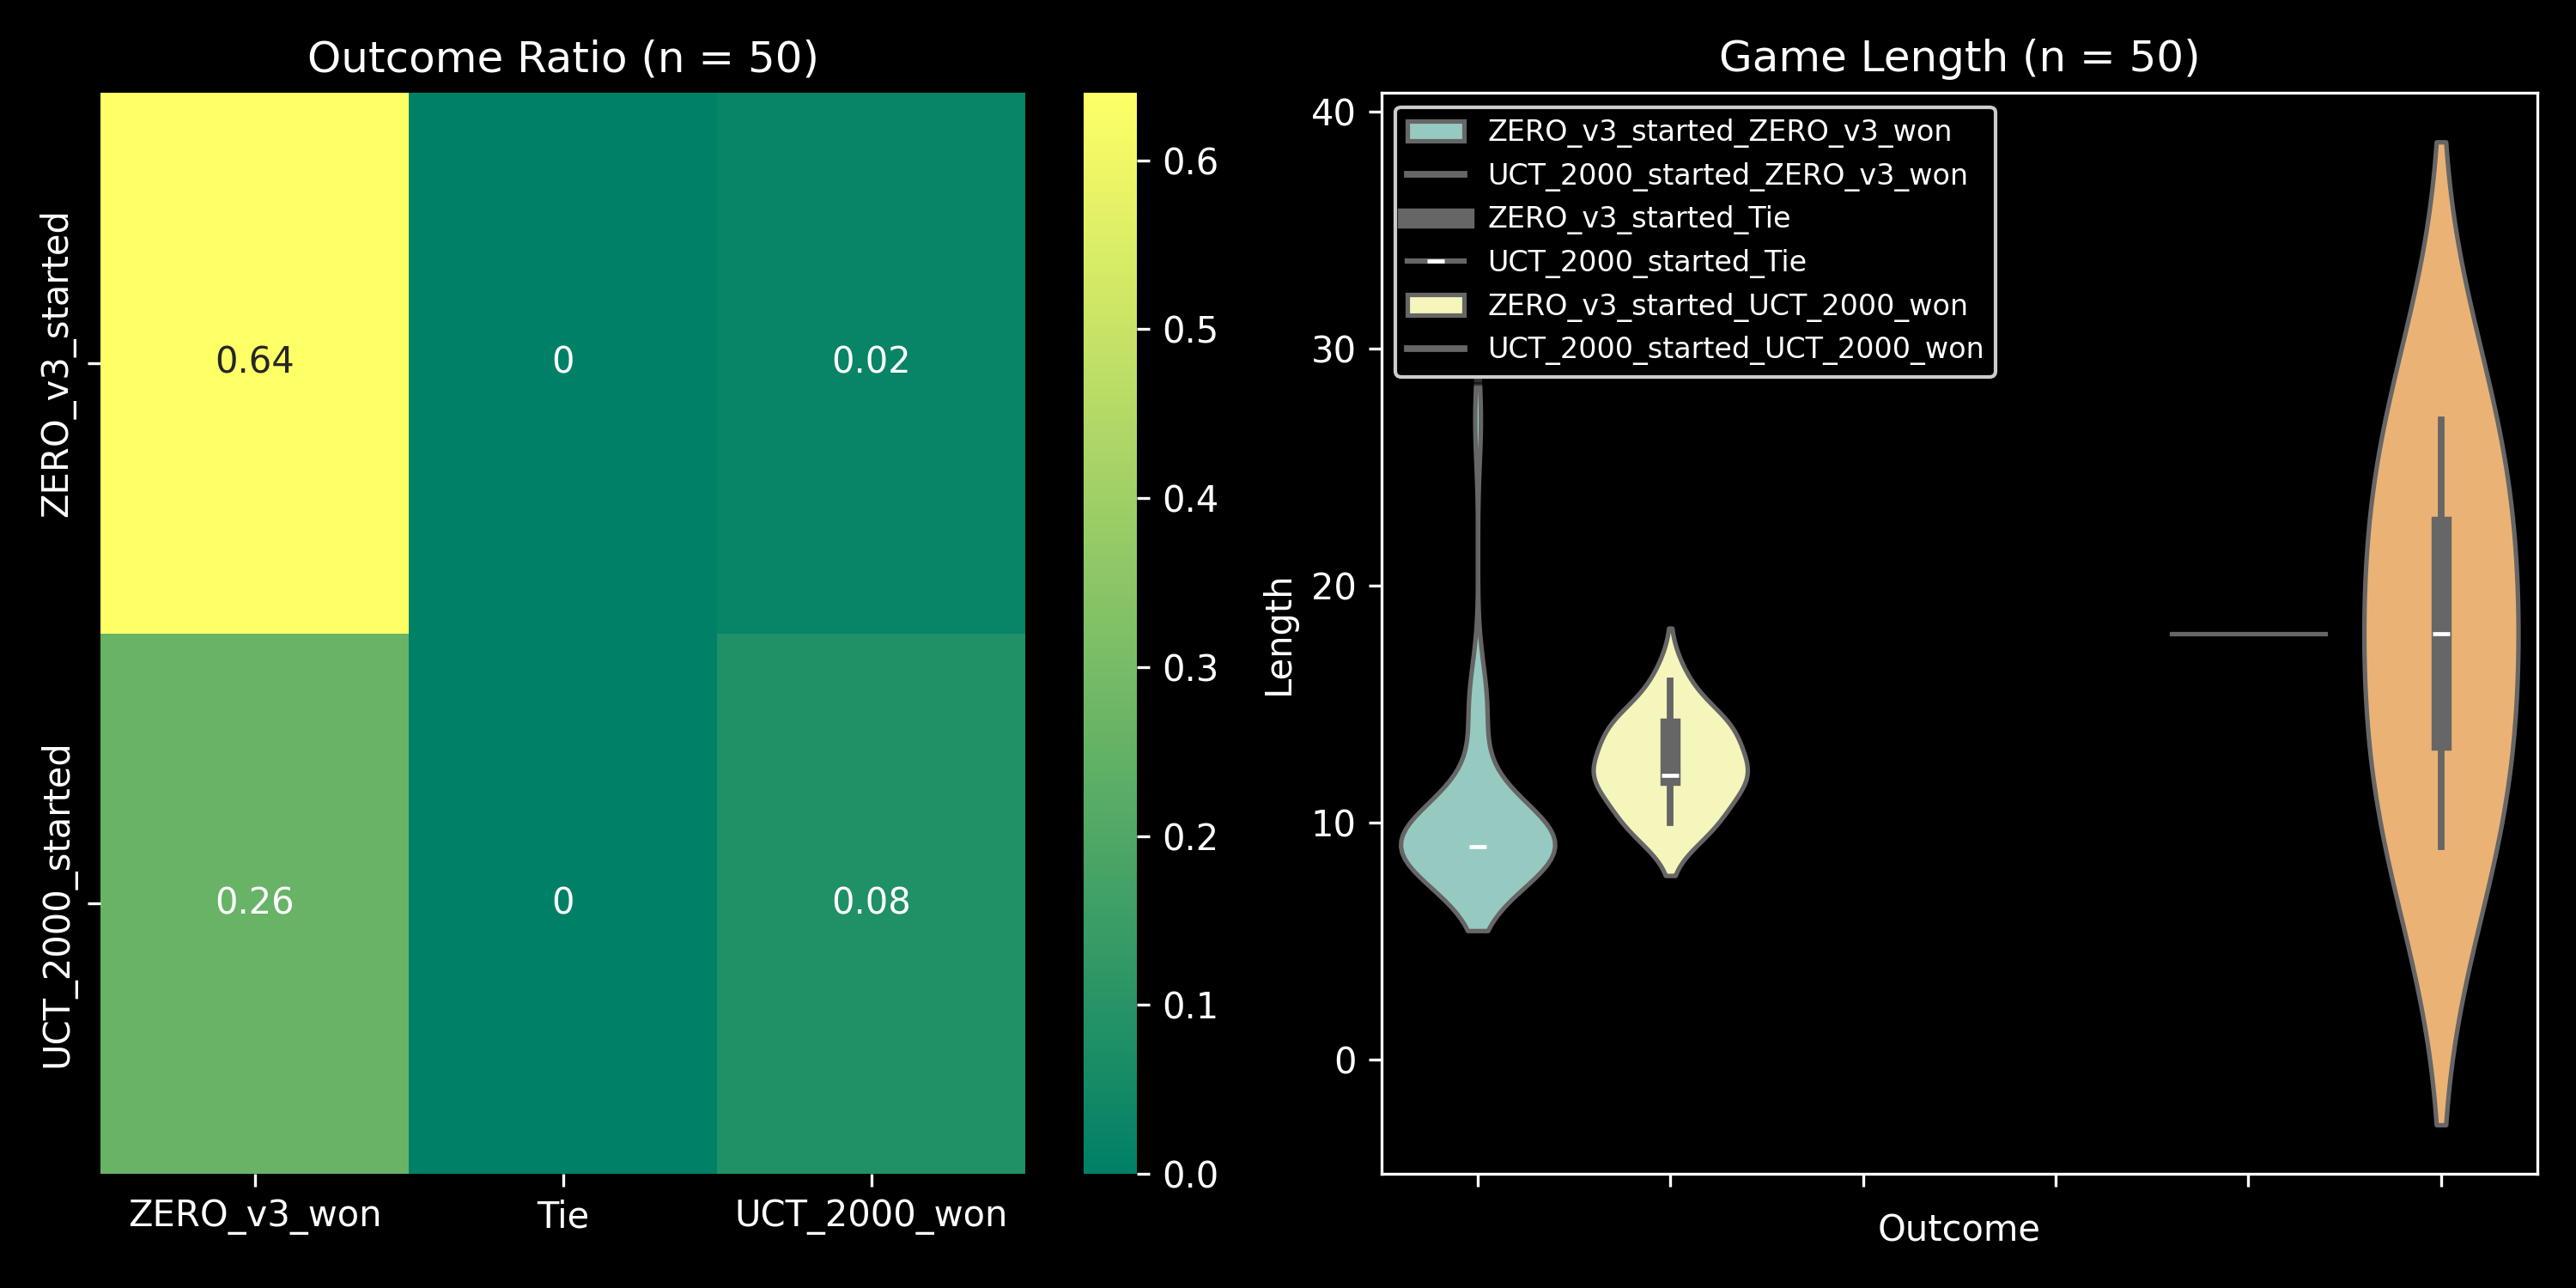 Outcome Ratio (n = 50)
ZERO_v3_started
UCT_2000_started
0.64
0
0.02
0.26
0
0.08
ZERO_v3_won
Tie
UCT_2000_won
0.6
0.5
0.4
0.3
0.2
0.1
0.0
Game Length (n = 50)
Length
40
30
20
10
0
ZERO_v3_started_ZERO_v3_won
UCT_2000_started_ZERO_v3_won
ZERO_v3_started_Tie
UCT_2000_started_Tie
ZERO_v3_started_UCT_2000_won
UCT_2000_started_UCT_2000_won
Outcome